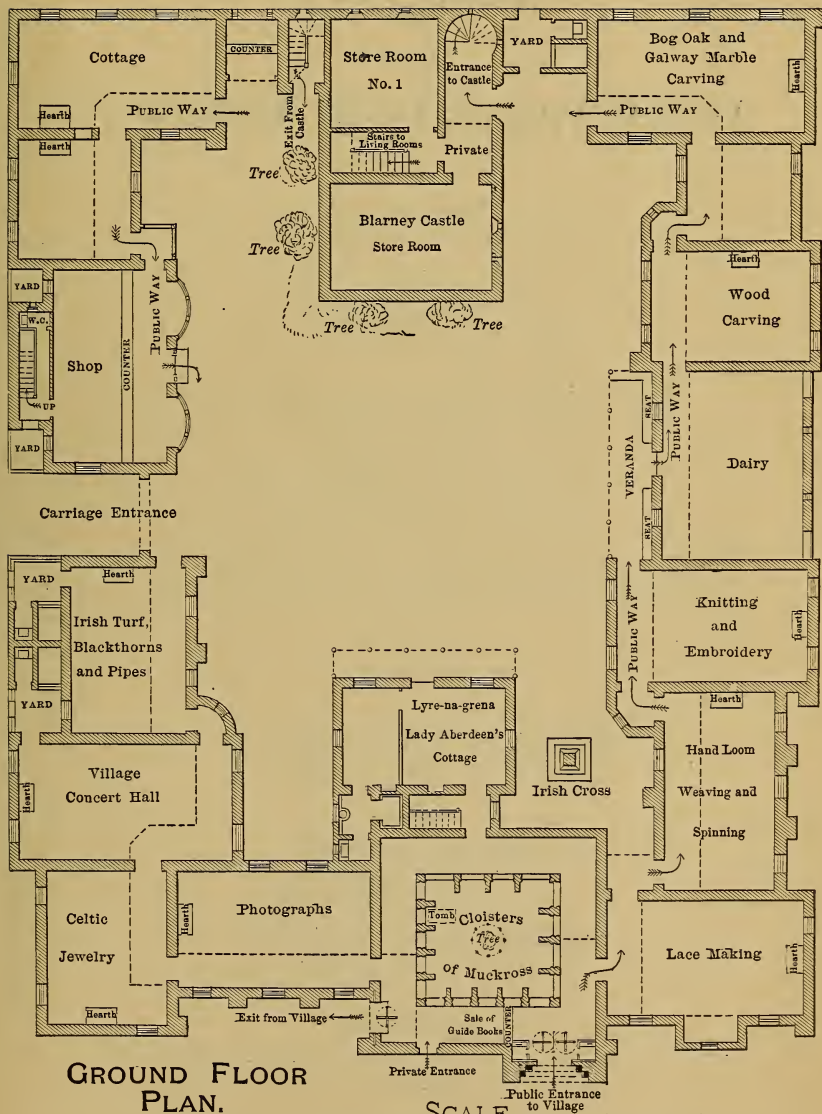 Cottage
COUNTER
Hearth
PUBLIC WAY
Hearth
Exit From
Castle
Store Room
No. 1
Stairs to
Living Rooms
Entrance
to Castle
Private
YARD
Bog Oak and
Galway Marble
Carving
Hearth
PUBLIC WAY
Tree
Tree
Tree
Tree
Blarney Castle
Store Room
YARD
W.C.
UP
YARD
Shop
COUNTER
PUBLIC WAY
Hearth
Wood
Carving
PUBLIC WAY
SEAT
VERANDA
SEAT
Dairy
Carriage Entrance
YARD
Hearth
Irish Turf,
Blackthorns
and Pipes
YARD
PUBLIC WAY
Knitting
and
Embroidery
Hearth
Village
Concert Hall
Hearth
Lyre-na-grena
Lady Aberdeen's
Cottage
Irish Cross
Hearth
Hand Loom
Weaving and
Spinning
Celtic
Jewelry
Hearth
Hearth
Photographs
Tomb
Cloisters
Tree
of Muckross
Lace Making
Hearth
Exit from Village
Sale of
Guide Books
COUNTER
Private Entrance
Public Entrance
to Village
GROUND FLOOR
PLAN.
SCALE